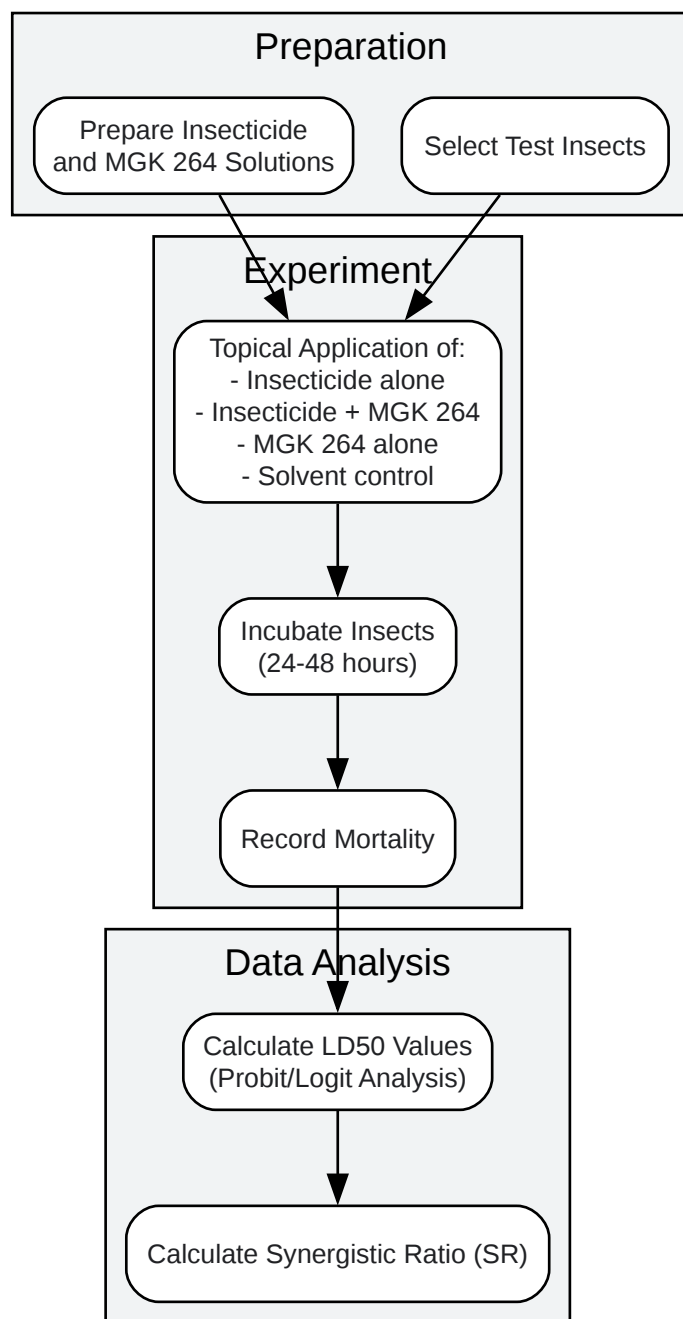 Preparation
Prepare Insecticide
and MGK 264 Solutions
Select Test Insects
Experiment
Topical Application of:
- Insecticide alone
- Insecticide + MGK 264
- MGK 264 alone
- Solvent control
Incubate Insects
(24-48 hours)
Record Mortality
Data Analysis
Calculate LD50 Values
(Probit/Logit Analysis)
Calculate Synergistic Ratio (SR)